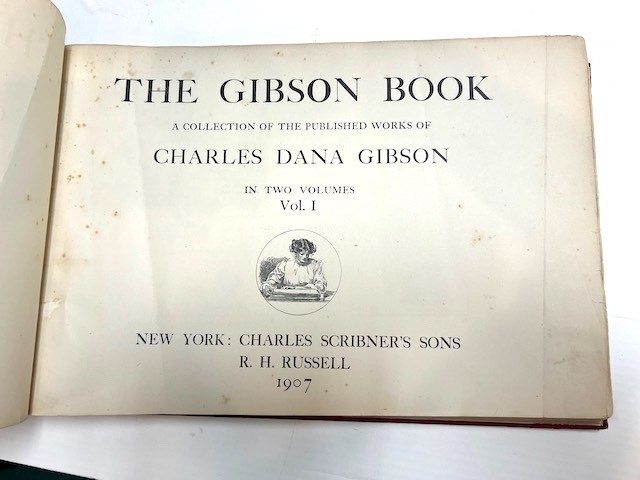 THE GIBSON BOOK
A COLLECTION OF THE PUBLISHED WORKS OF
CHARLES DANA GIBSON
IN TWO VOLUMES
Vol. I
NEW YORK: CHARLES SCRIBNER'S SONS
R. H. RUSSELL
1907